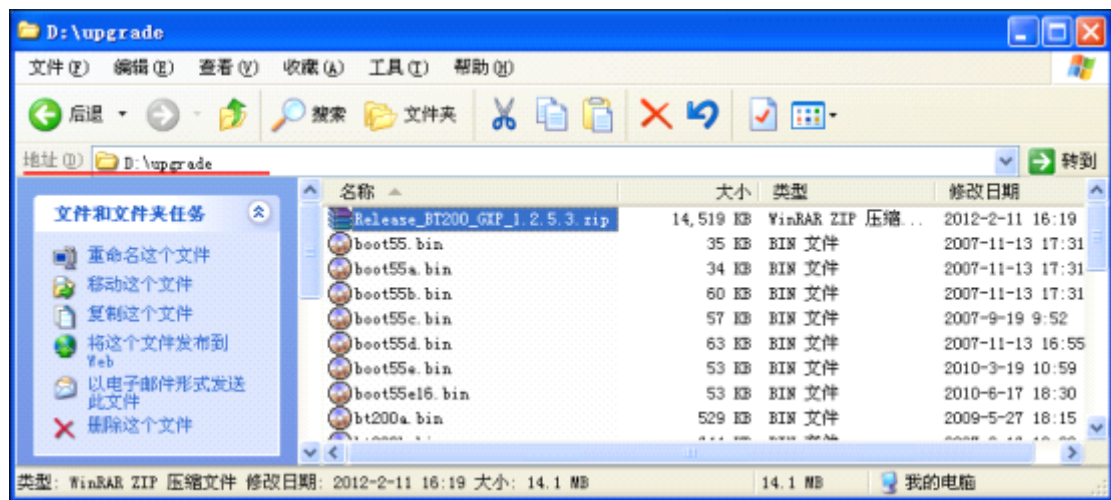 D:\upgrade
文件(F) 编辑(E) 查看(V) 收藏(A) 工具(T) 帮助(H)
后退 搜索 文件夹
地址(D) D:\upgrade 转到
文件和文件夹任务
重命名这个文件
移动这个文件
复制这个文件
将这个文件发布到
Web
以电子邮件形式发送
此文件
删除这个文件
名称 大小 类型 修改日期
Release_BT200_GXP_1.2.5.3.zip 14,519 KB WinRAR ZIP 压缩... 2012-2-11 16:19
boot55.bin 35 KB BIN 文件 2007-11-13 17:31
boot55a.bin 34 KB BIN 文件 2007-11-13 17:31
boot55b.bin 60 KB BIN 文件 2007-11-13 17:31
boot55c.bin 57 KB BIN 文件 2007-9-19 9:52
boot55d.bin 63 KB BIN 文件 2007-11-13 16:55
boot55e.bin 53 KB BIN 文件 2010-3-19 10:59
boot55e16.bin 53 KB BIN 文件 2010-6-17 18:30
bt200a.bin 529 KB BIN 文件 2009-5-27 18:15
类型: WinRAR ZIP 压缩文件 修改日期: 2012-2-11 16:19 大小: 14.1 MB 14.1 MB 我的电脑